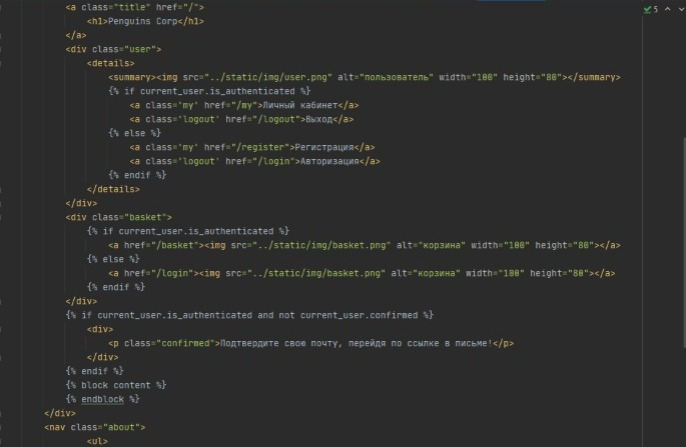 5
<a class="title" href="/">
<h1>Penguins Corp</h1>
</a>
<div class="user">
<details>
<summary><img src="../static/img/user.png" alt="пользователь" width="100" height="80"></summary>
{% if current_user.is_authenticated %}
<a class='my' href="/my">Личный кабинет</a>
<a class='logout' href="/logout">Выход</a>
{% else %}
<a class='my' href="/register">Регистрация</a>
<a class='logout' href="/login">Авторизация</a>
{% endif %}
</details>
</div>
<div class="basket">
{% if current_user.is_authenticated %}
<a href="/basket"><img src="../static/img/basket.png" alt="корзина" width="100" height="80"></a>
{% else %}
<a href="/login"><img src="../static/img/basket.png" alt="корзина" width="100" height="80"></a>
{% endif %}
</div>
{% if current_user.is_authenticated and not current_user.confirmed %}
<div>
<p class="confirmed">Подтвердите свою почту, перейдя по ссылке в письме!</p>
</div>
{% endif %}
{% block content %}
{% endblock %}
</div>
<nav class="about">
<ul>